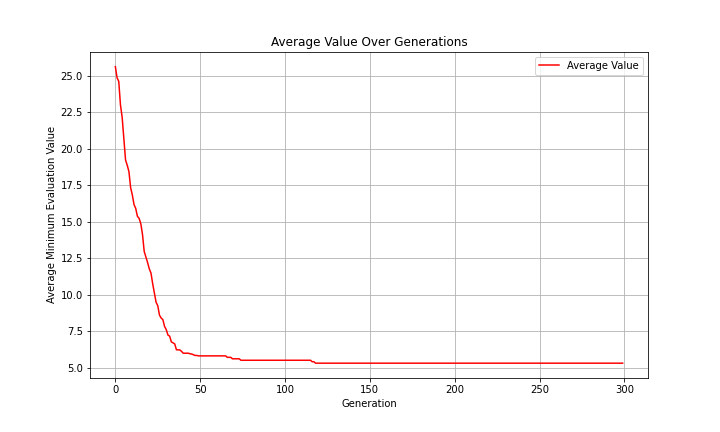 Average Value Over Generations
Average Value
Average Minimum Evaluation Value
25.0
22.5
20.0
17.5
15.0
12.5
10.0
7.5
5.0
0 50 100 150 200 250 300
Generation